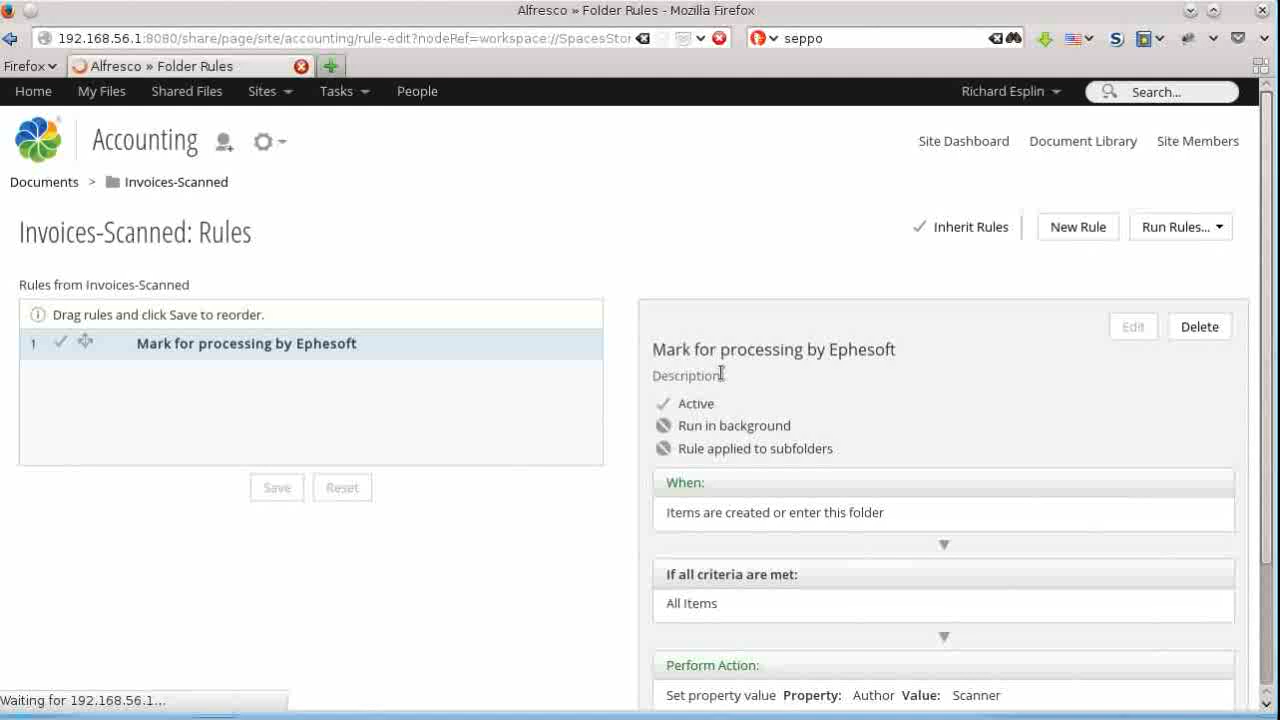 Alfresco » Folder Rules - Mozilla Firefox
192.168.56.1:8080/share/page/site/accounting/rule-edit?nodeRef=workspace://SpacesStor
seppo
Firefox
Alfresco » Folder Rules
Home My Files Shared Files Sites Tasks People Richard Esplin Search...
Accounting
Site Dashboard Document Library Site Members
Documents > Invoices-Scanned
Invoices-Scanned: Rules
Inherit Rules New Rule Run Rules...
Rules from Invoices-Scanned
Drag rules and click Save to reorder.
1 Mark for processing by Ephesoft
Save Reset
Edit Delete
Mark for processing by Ephesoft
Description:
Active
Run in background
Rule applied to subfolders
When:
Items are created or enter this folder
If all criteria are met:
All Items
Perform Action:
Set property value Property: Author Value: Scanner
Waiting for 192.168.56.1...